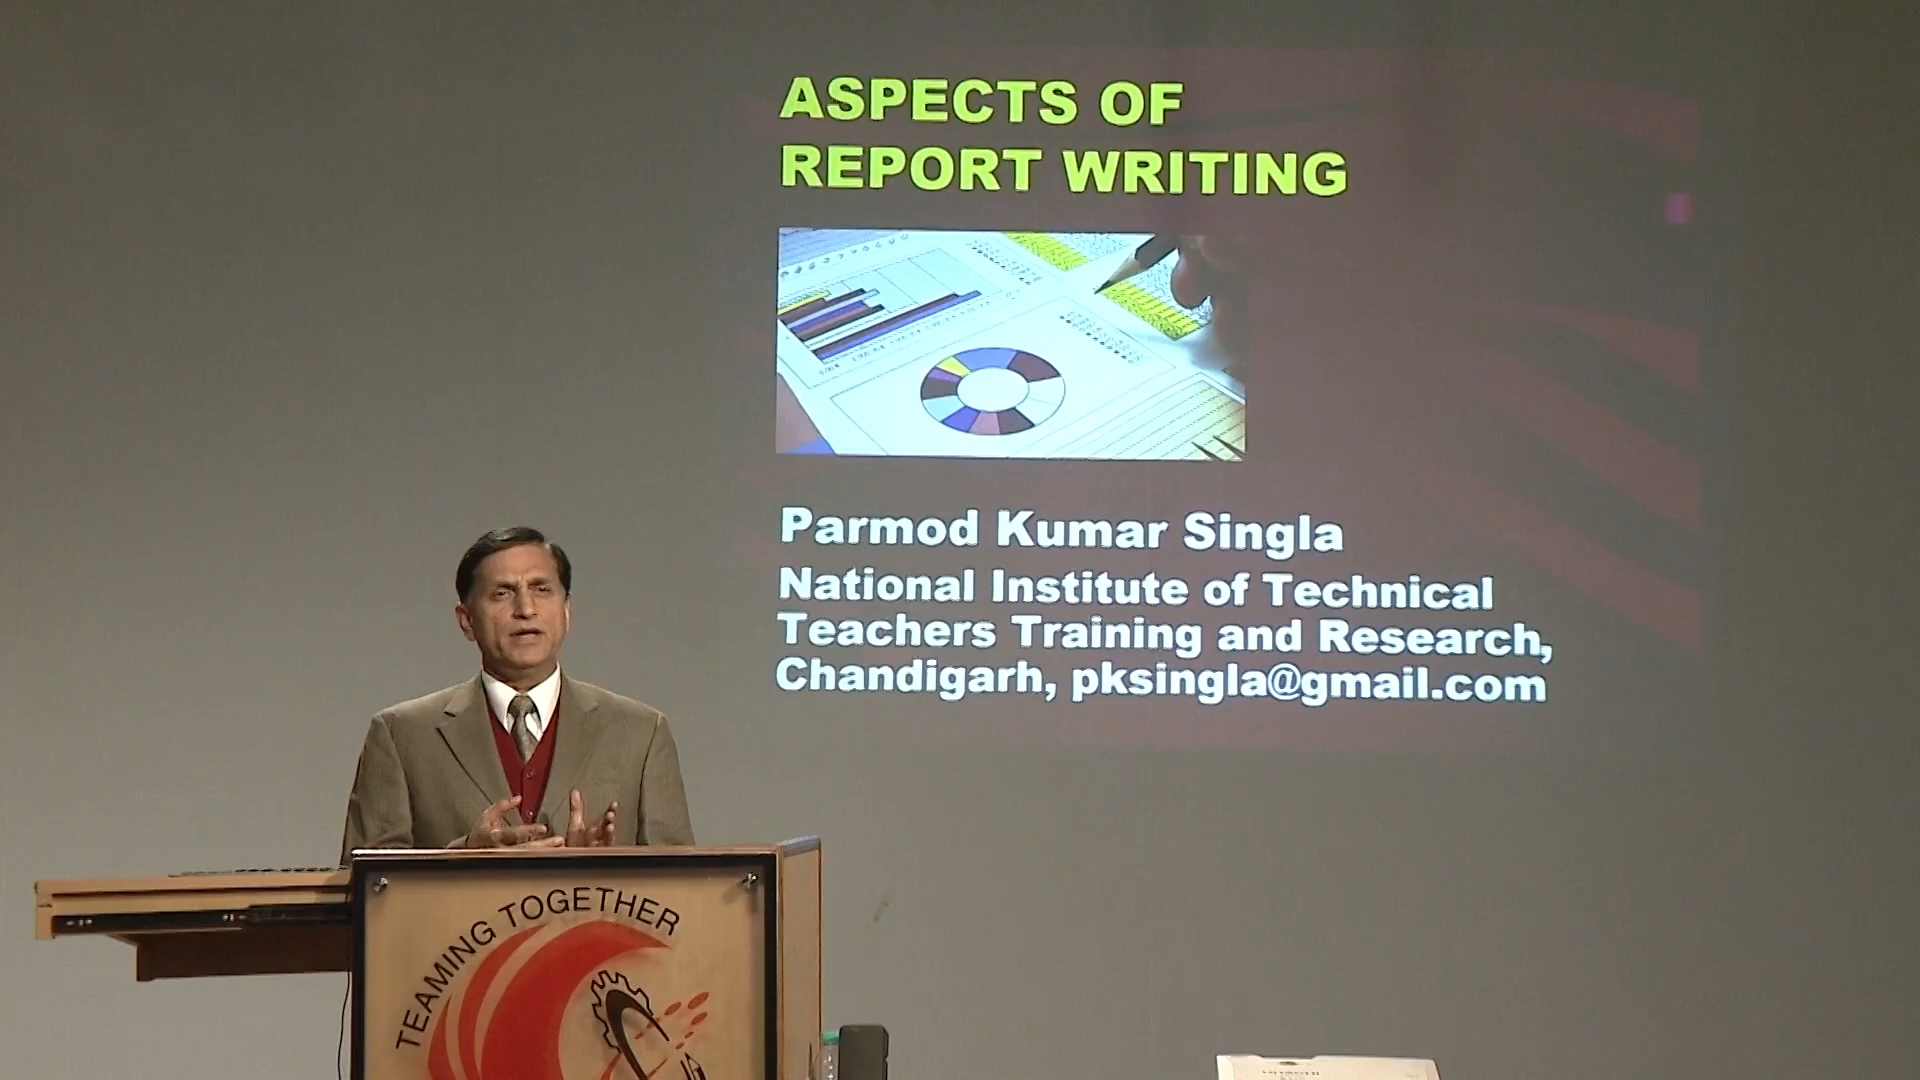 ASPECTS OF
REPORT WRITING
Parmod Kumar Singla
National Institute of Technical
Teachers Training and Research,
Chandigarh, pksingla@gmail.com
TEAMING TOGETHER